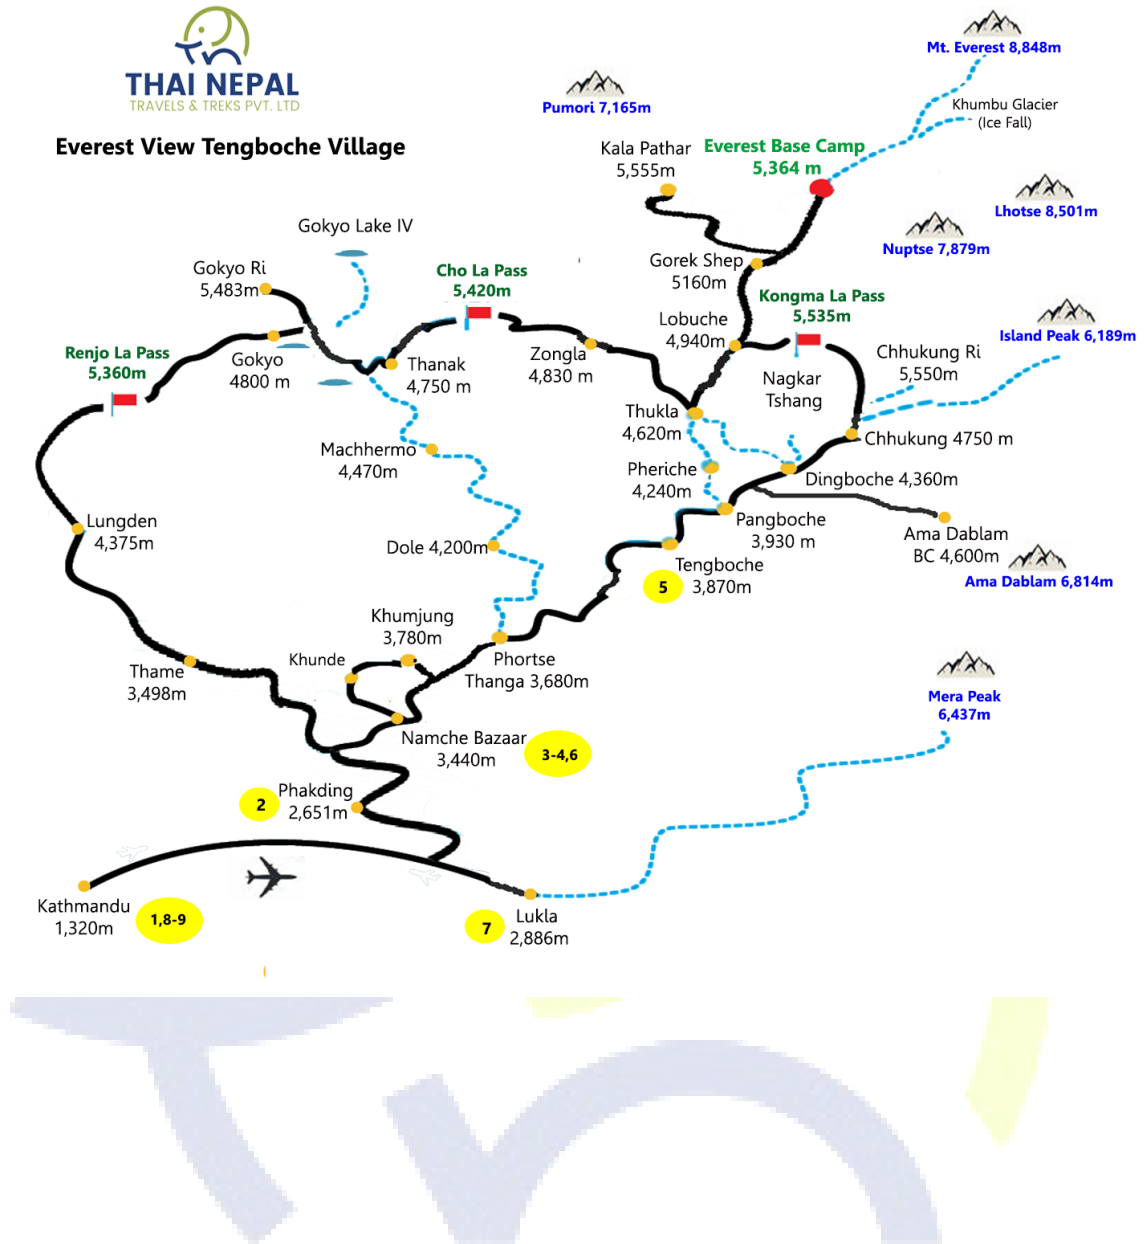 THAI NEPAL
TRAVELS & TREKS PVT. LTD
Everest View Tengboche Village
Mt. Everest 8,848m
Pumori 7,165m
Khumbu Glacier
(Ice Fall)
Kala Pathar
5,555m
Everest Base Camp
5,364 m
Lhotse 8,501m
Nuptse 7,879m
Gokyo Lake IV
Gokyo Ri
5,483m
Cho La Pass
5,420m
Gorek Shep
5160m
Kongma La Pass
5,535m
Island Peak 6,189m
Renjo La Pass
5,360m
Gokyo
4800 m
Thanak
4,750 m
Zongla
4,830 m
Lobuche
4,940m
Nagkar
Tshang
Chhukung Ri
5,550m
Thukla
4,620m
Chhukung 4750 m
Machhermo
4,470m
Pheriche
4,240m
Dingboche 4,360m
Lungden
4,375m
Dole 4,200m
Pangboche
3,930 m
Ama Dablam
BC 4,600m
Ama Dablam 6,814m
Tengboche
3,870m
5
Khumjung
3,780m
Khunde
Phortse
Thanga 3,680m
Thame
3,498m
Mera Peak
6,437m
Namche Bazaar
3,440m
3-4,6
Phakding
2,651m
2
Kathmandu
1,320m
1,8-9
7
Lukla
2,886m